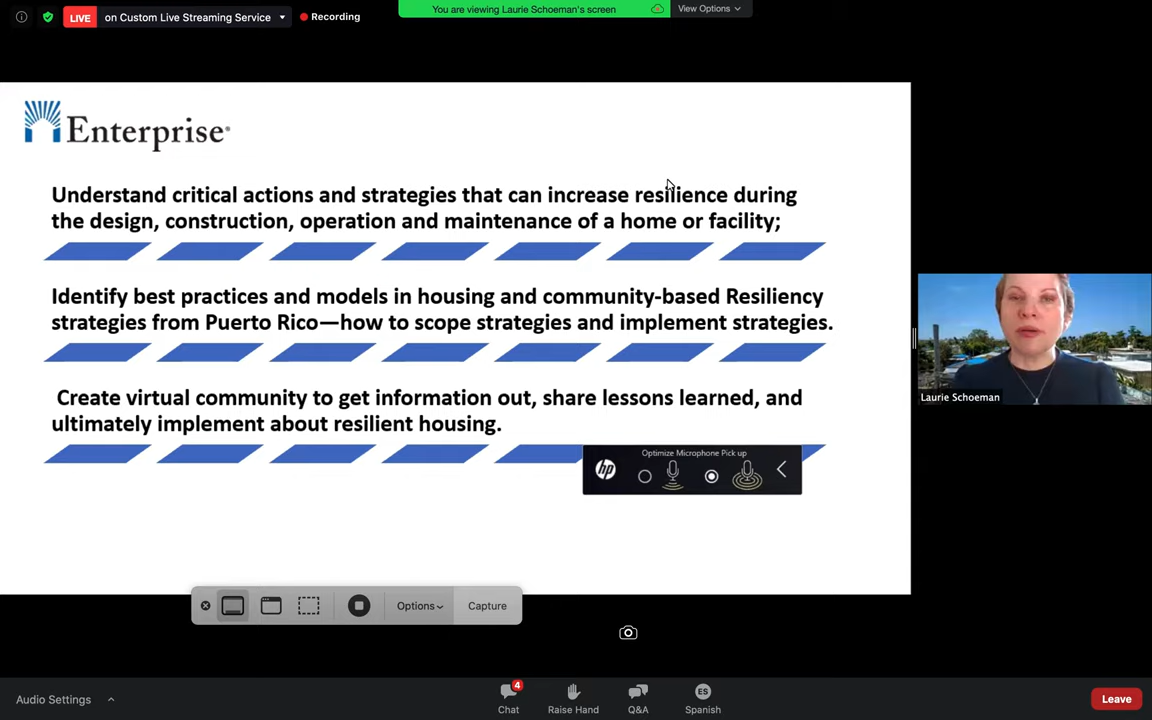 LIVE on Custom Live Streaming Service Recording
You are viewing Laurie Schoeman's screen View Options
Enterprise®
Understand critical actions and strategies that can increase resilience during
the design, construction, operation and maintenance of a home or facility;
Identify best practices and models in housing and community-based Resiliency
strategies from Puerto Rico—how to scope strategies and implement strategies.
Create virtual community to get information out, share lessons learned, and
ultimately implement about resilient housing.
Laurie Schoeman
Optimize Microphone Pick up
hp
Options Capture
Audio Settings
4
ES
Chat Raise Hand Q&A Spanish
Leave